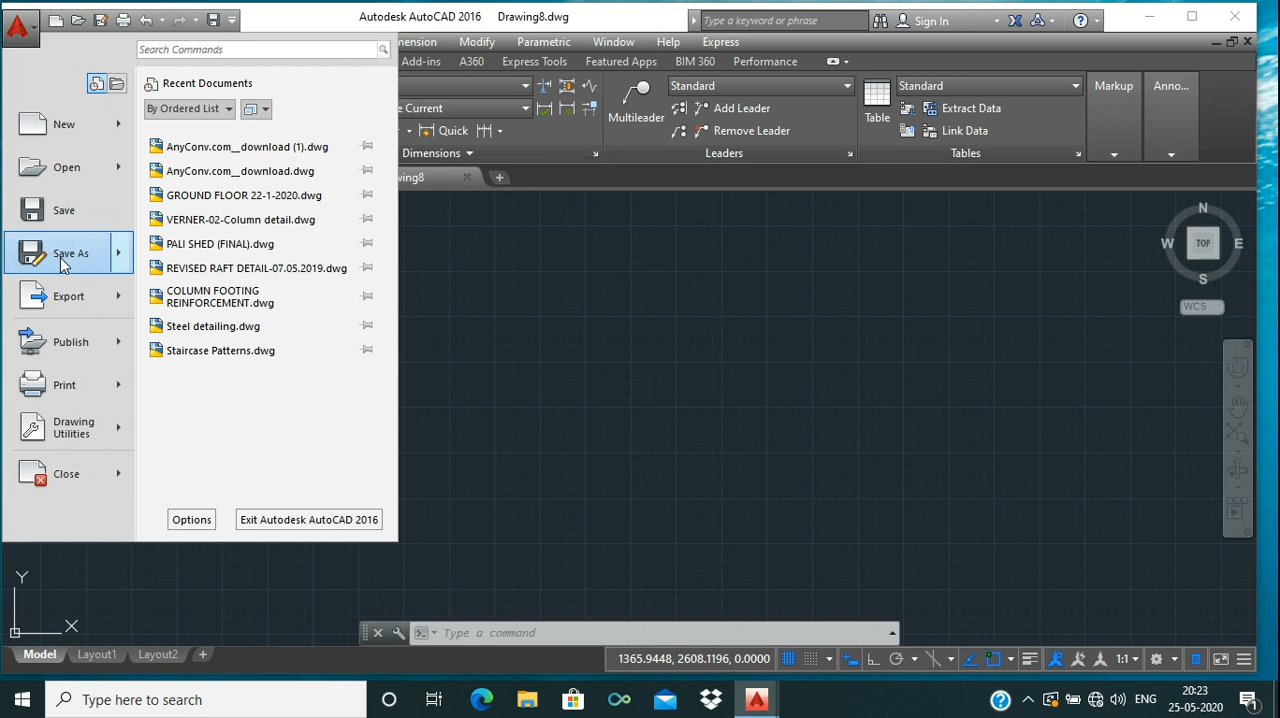 Autodesk AutoCAD 2016 Drawing8.dwg
Type a keyword or phrase
Sign In
Search Commands
mension Modify Parametric Window Help Express
Add-ins A360 Express Tools Featured Apps BIM 360 Performance
Recent Documents
By Ordered List
New
Open
Save
Save As
Export
Publish
Print
Drawing
Utilities
Close
AnyConv.com__download (1).dwg
AnyConv.com__download.dwg
GROUND FLOOR 22-1-2020.dwg
VERNER-02-Column detail.dwg
PALI SHED (FINAL).dwg
REVISED RAFT DETAIL-07.05.2019.dwg
COLUMN FOOTING
REINFORCEMENT.dwg
Steel detailing.dwg
Staircase Patterns.dwg
Options
Exit Autodesk AutoCAD 2016
e Current
Quick
Dimensions
Multileader
Standard
Add Leader
Remove Leader
Leaders
Table
Standard
Extract Data
Link Data
Tables
Markup
Anno...
wing8
N
W TOP E
S
WCS
Y
X
Type a command
Model Layout1 Layout2
1365.9448, 2608.1196, 0.0000
1:1
Type here to search
ENG
20:23
25-05-2020
1